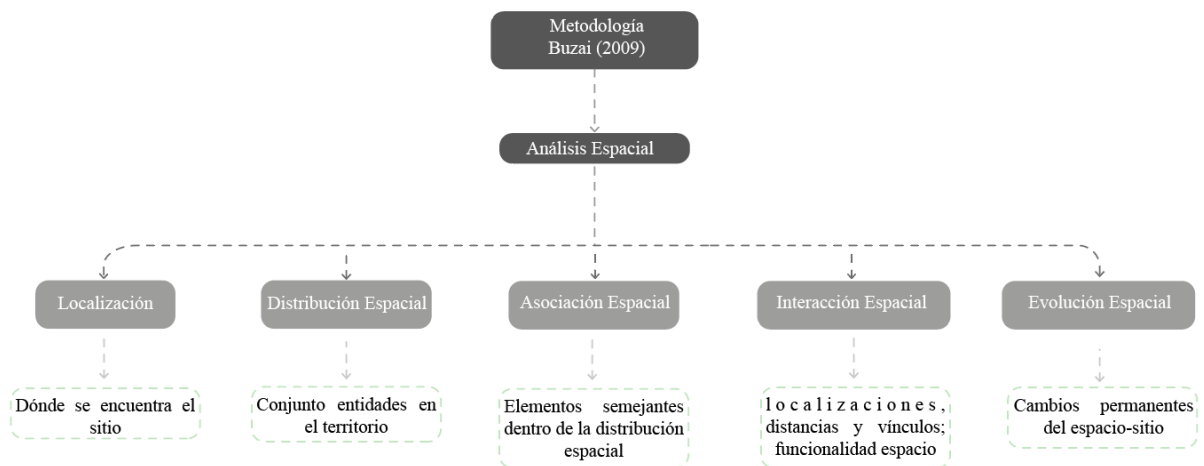 Metodología
Buzai (2009)
Análisis Espacial
Localización
Distribución Espacial
Asociación Espacial
Interacción Espacial
Evolución Espacial
Dónde se encuentra el
sitio
Conjunto entidades en
el territorio
Elementos semejantes
dentro de la distribución
espacial
localizaciones,
distancias y vínculos;
funcionalidad espacio
Cambios permanentes
del espacio-sitio